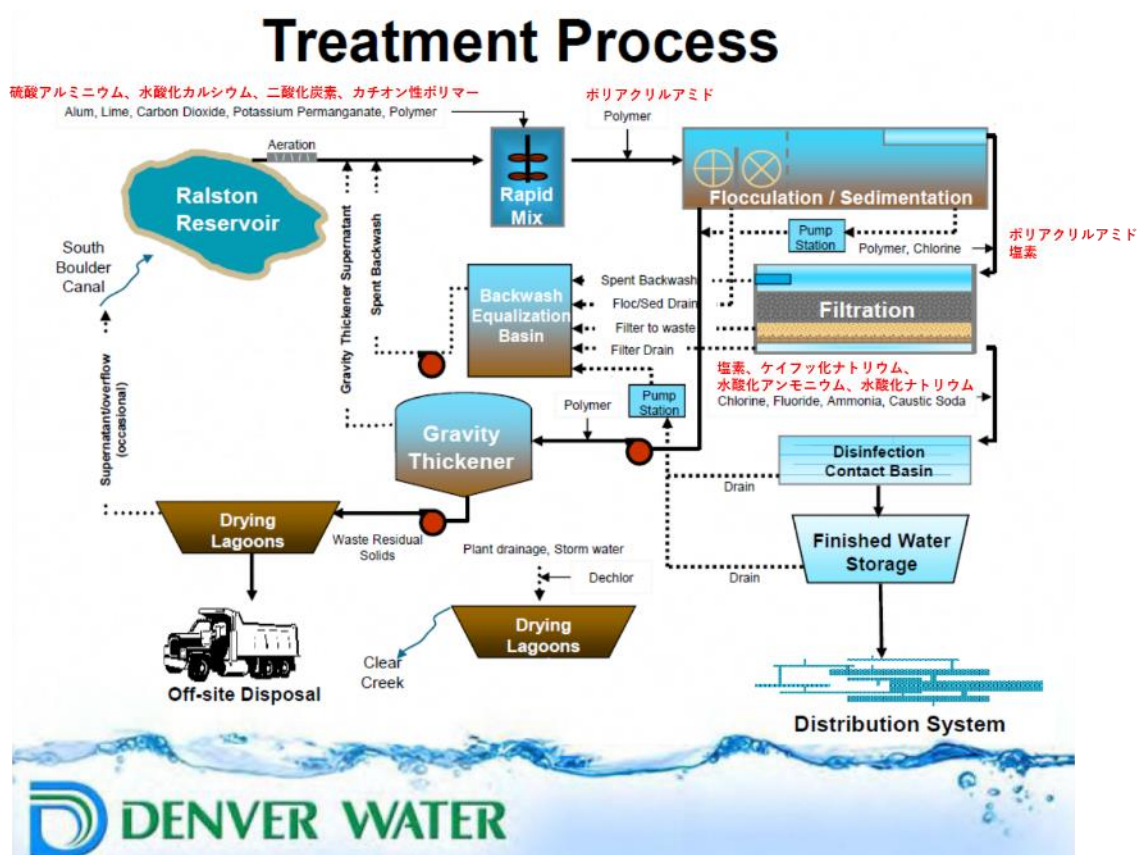 Treatment Process
硫酸アルミニウム、水酸化カルシウム、二酸化炭素、カチオン性ポリマー
Alum, Lime, Carbon Dioxide, Potassium Permanganate, Polymer
ポリアクリルアミド
Polymer
Aeration
Ralston
Reservoir
Rapid
Mix
Flocculation / Sedimentation
South
Boulder
Canal
Gravity Thickener Supernatant
Spent Backwash
Pump
Station
Polymer, Chlorine
ポリアクリルアミド
塩素
Backwash
Equalization
Basin
Spent Backwash
Floc/Sed Drain
Filter to waste
Filter Drain
Filtration
塩素、ケイフッ化ナトリウム、
水酸化アンモニウム、水酸化ナトリウム
Chlorine, Fluoride, Ammonia, Caustic Soda
Supernatant/overflow
(occasional)
Gravity
Thickener
Polymer
Pump
Station
Disinfection
Contact Basin
Drain
Drying
Lagoons
Waste Residual
Solids
Plant drainage, Storm water
Dechlor
Finished Water
Storage
Drain
Drying
Lagoons
Clear
Creek
Off-site Disposal
Distribution System
DENVER WATER